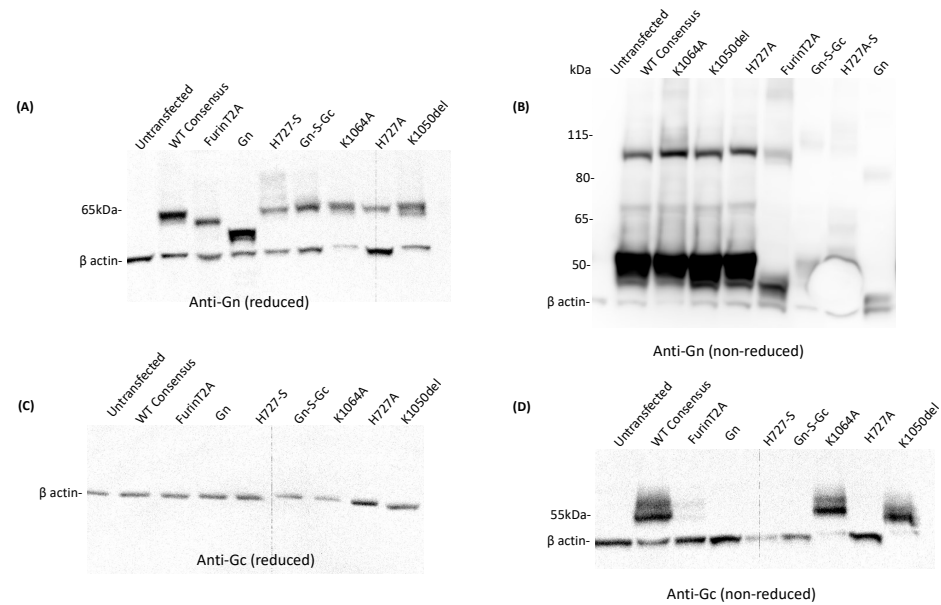 (A)
Untransfected
WT Consensus
FurinT2A
Gn
H727-S
Gn-S-Gc
K1064A
H727A
K1050del
65kDa-
β actin-
Anti-Gn (reduced)
(B)
kDa
Untransfected
WT Consensus
K1064A
K1050del
H727A
FurinT2A
Gn-S-Gc
H727A-S
Gn
115-
80-
65-
50-
β actin-
Anti-Gn (non-reduced)
(C)
Untransfected
WT Consensus
FurinT2A
Gn
H727-S
Gn-S-Gc
K1064A
H727A
K1050del
β actin-
Anti-Gc (reduced)
(D)
Untransfected
WT Consensus
FurinT2A
Gn
H727-S
Gn-S-Gc
K1064A
H727A
K1050del
55kDa-
β actin-
Anti-Gc (non-reduced)